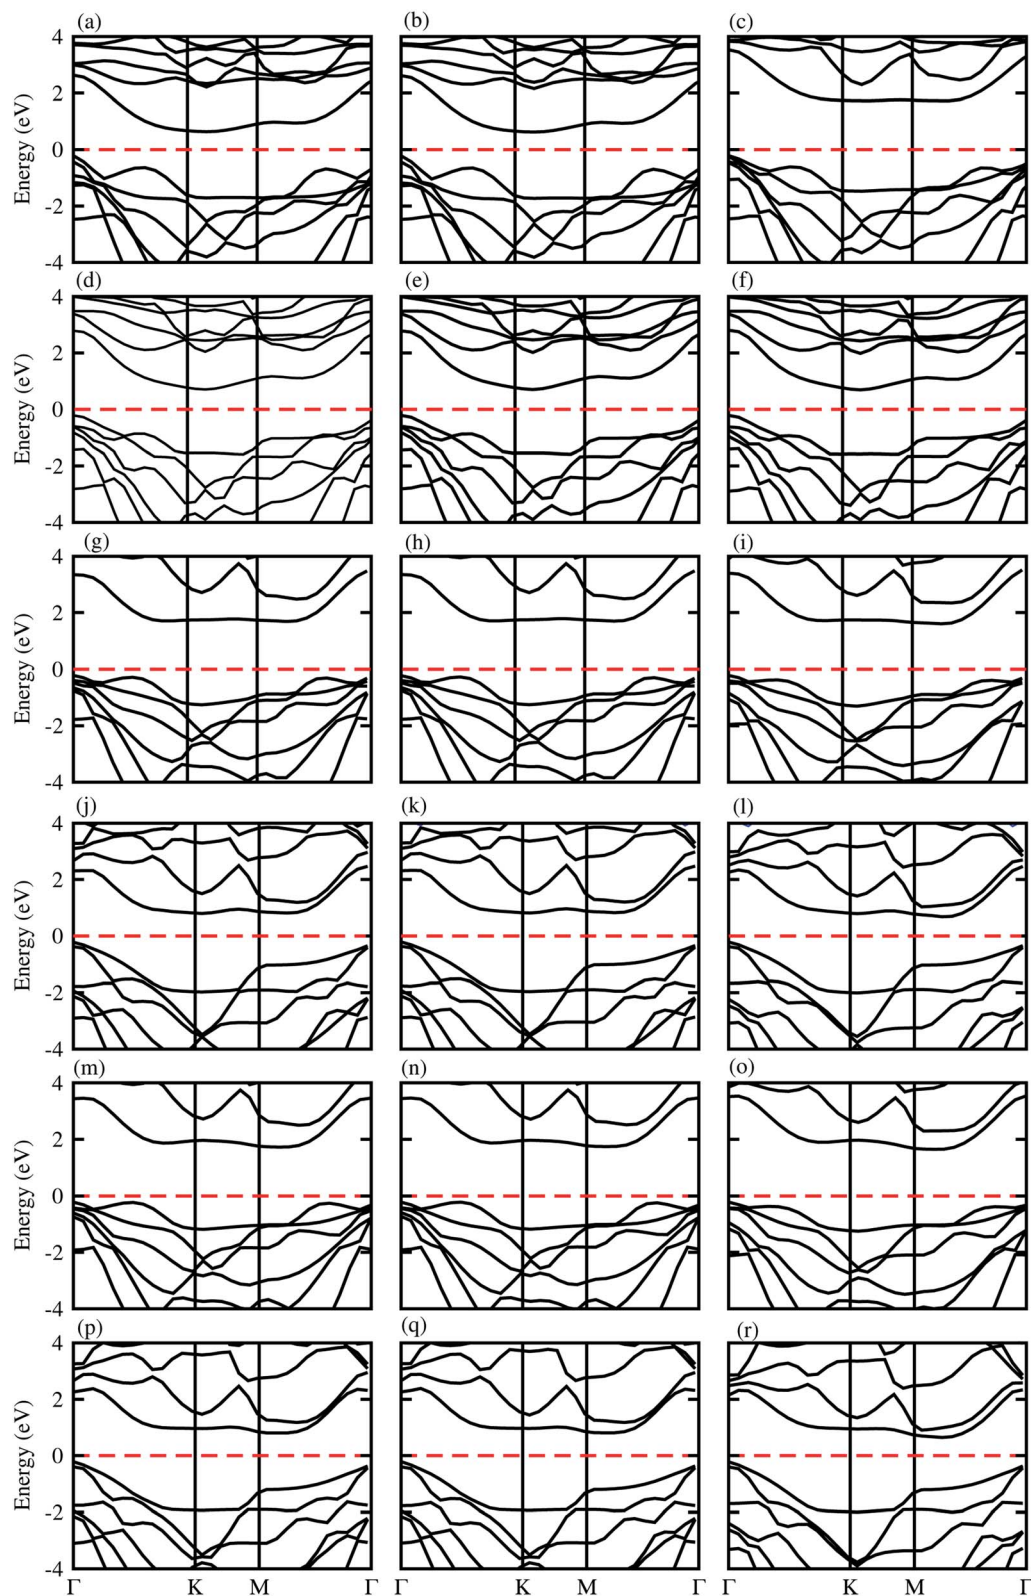 (a) (b) (c)
4
2
0
-2
-4
Energy (eV)
(d) (e) (f)
4
2
0
-2
-4
Energy (eV)
(g) (h) (i)
4
2
0
-2
-4
Energy (eV)
(j) (k) (l)
4
2
0
-2
-4
Energy (eV)
(m) (n) (o)
4
2
0
-2
-4
Energy (eV)
(p) (q) (r)
4
2
0
-2
-4
Energy (eV)
Γ K M Γ Γ K M Γ Γ K M Γ